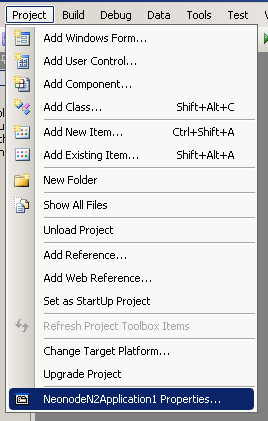 Project Build Debug Data Tools Test
Add Windows Form...
Add User Control...
Add Component...
Add Class... Shift+Alt+C
Add New Item... Ctrl+Shift+A
Add Existing Item... Shift+Alt+A
New Folder
Show All Files
Unload Project
Add Reference...
Add Web Reference...
Set as StartUp Project
Refresh Project Toolbox Items
Change Target Platform...
Upgrade Project
NeonodeN2Application1 Properties...